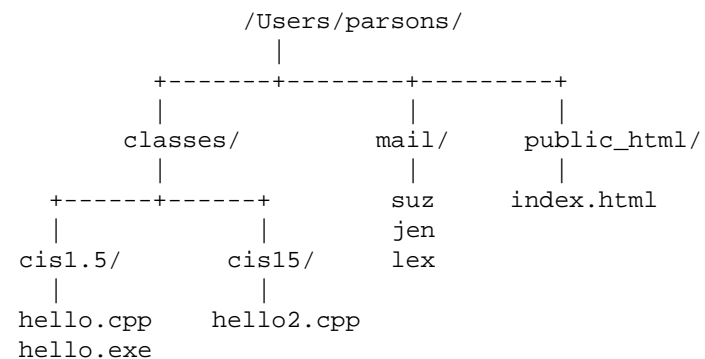 /Users/parsons/
|
+-------+--------+---------+
| | |
classes/ mail/ public_html/
| | |
+------+------+ suz index.html
| | jen
cis1.5/ cis15/ lex
| |
hello.cpp hello2.cpp
hello.exe